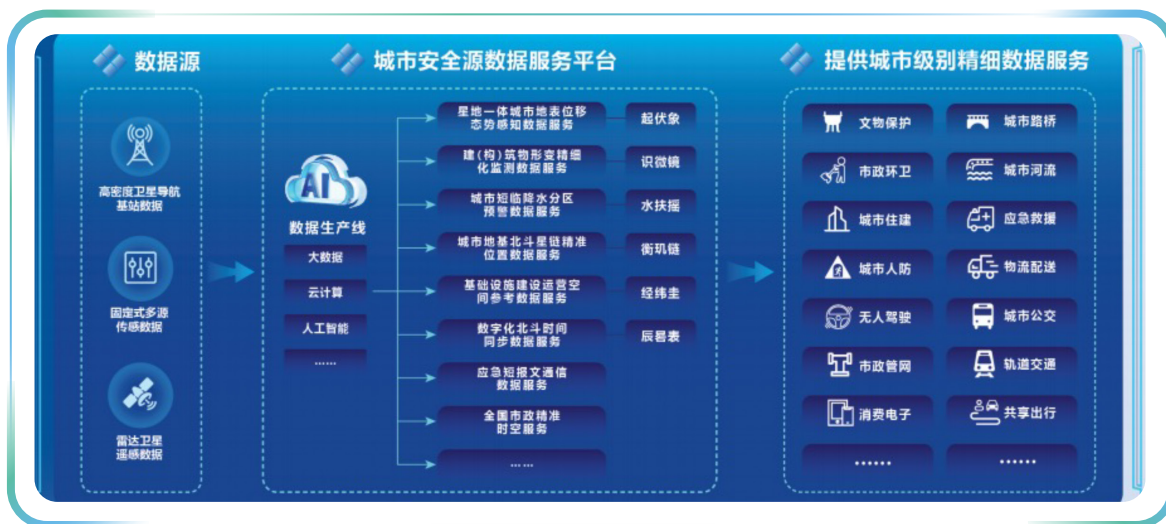 数据源
高密度卫星导航
基站数据
固定式多源
传感数据
雷达卫星
遥感数据
城市安全源数据服务平台
AI
数据生产线
大数据
云计算
人工智能
……
星地一体城市地表位移
态势感知数据服务
起伏象
建(构)筑物形变精细
化监测数据服务
识微镜
城市短临降水分区
预警数据服务
水扶摇
城市地基北斗星链精准
位置数据服务
衡玑链
基础设施建设运营空
间参考数据服务
经纬圭
数字化北斗时间
同步数据服务
辰晷表
应急短报文通信
数据服务
全国市政精准
时空服务
……
提供城市级别精细数据服务
文物保护
城市路桥
市政环卫
城市河流
城市住建
应急救援
城市人防
物流配送
无人驾驶
城市公交
市政管网
轨道交通
消费电子
共享出行
……
……